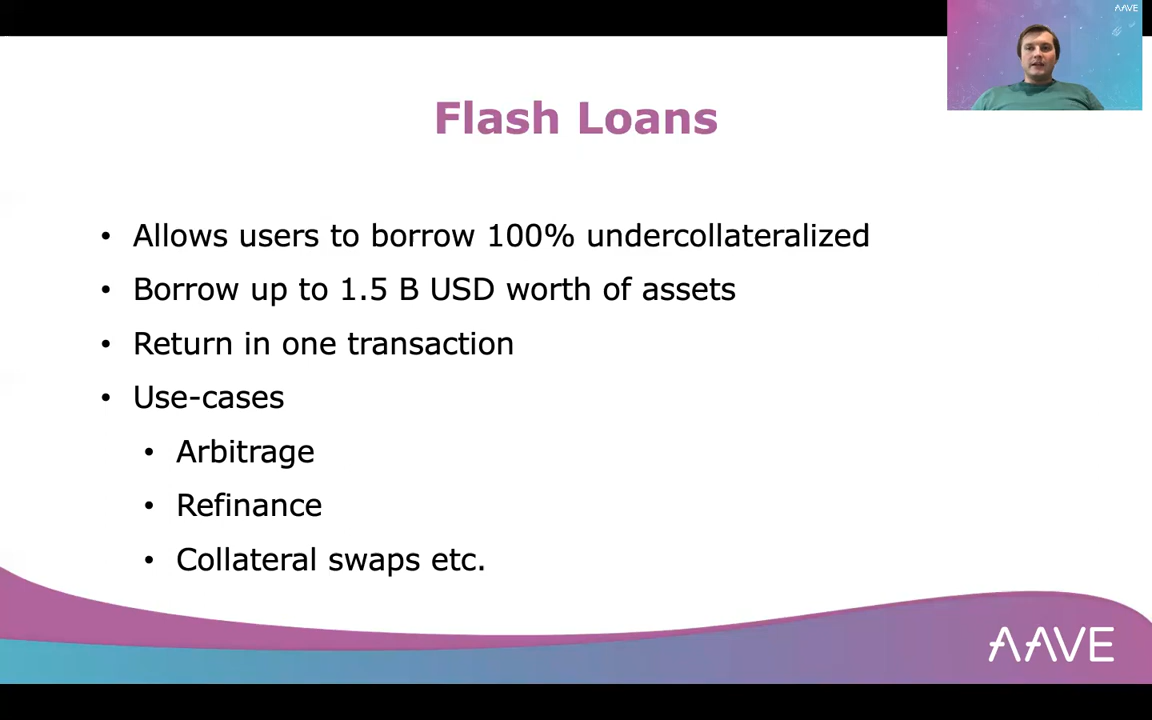 AAVE
Flash Loans
• Allows users to borrow 100% undercollateralized
• Borrow up to 1.5 B USD worth of assets
• Return in one transaction
• Use-cases
• Arbitrage
• Refinance
• Collateral swaps etc.
AAVE